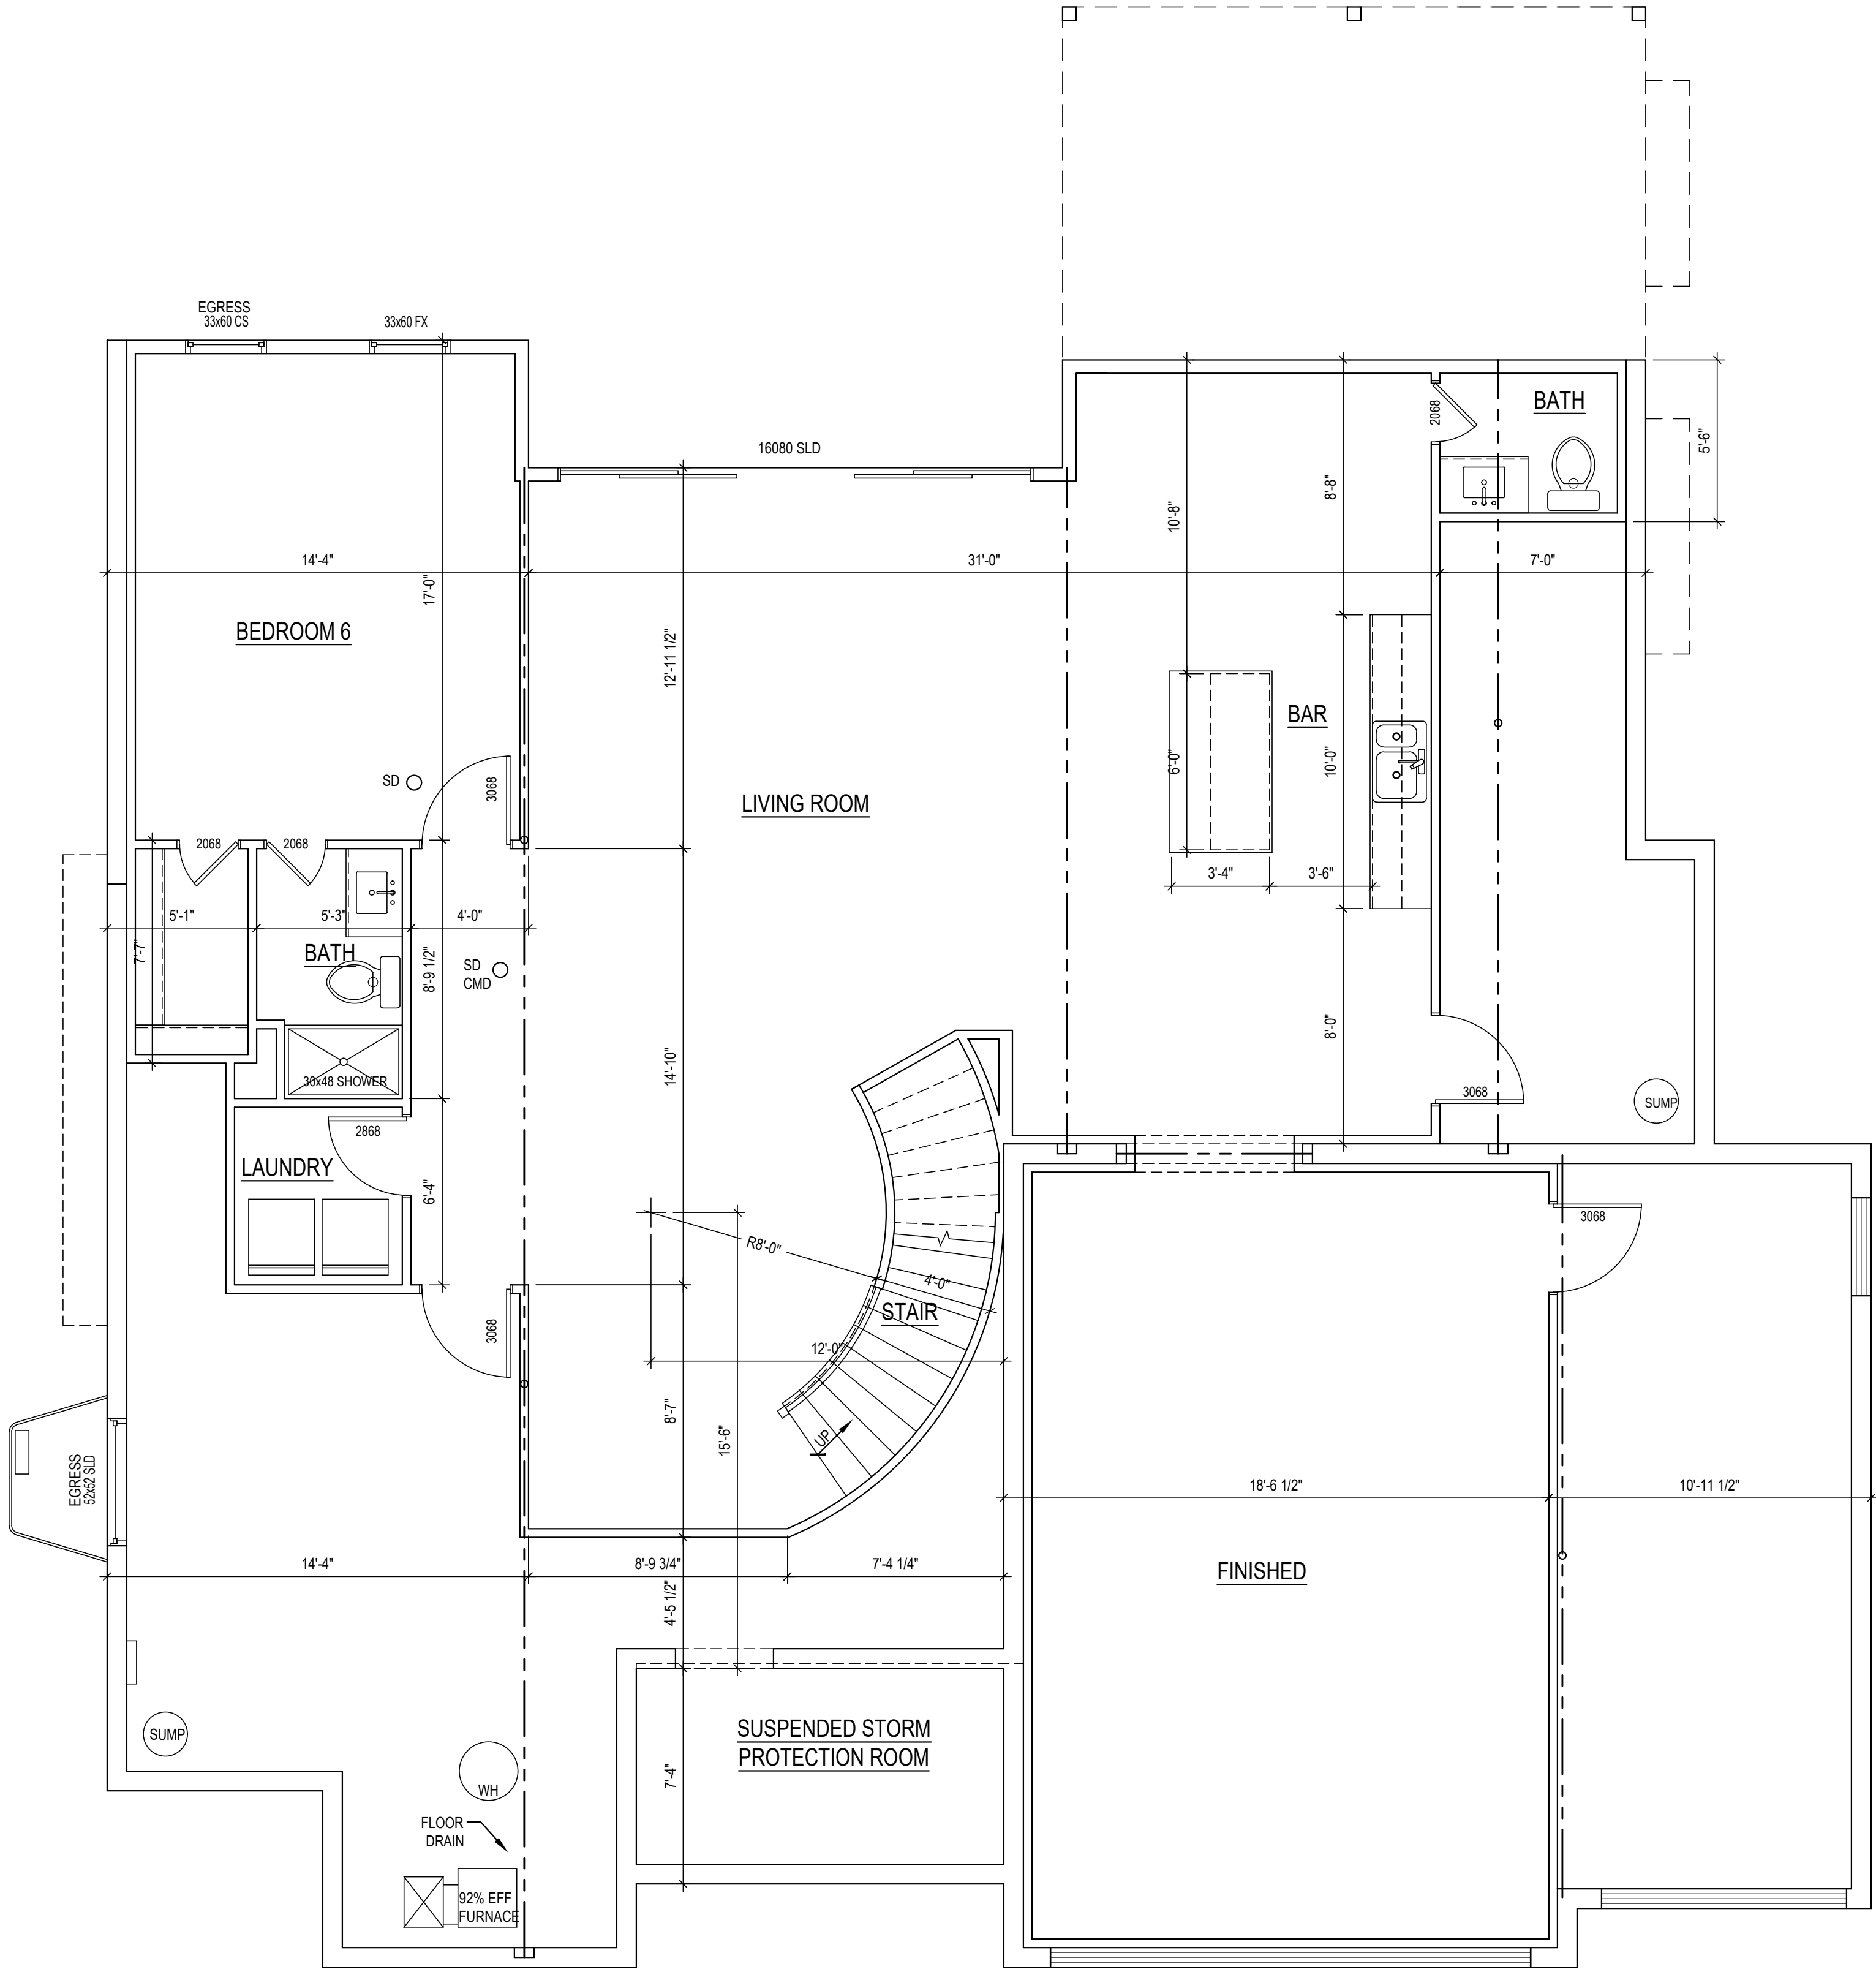 EGRESS
33x60 CS
33x60 FX
BATH
2068
16080 SLD
5'-6"
8'-8"
10'-8"
14'-4"
31'-0"
7'-0"
17'-0"
BEDROOM 6
12'-11 1/2"
BAR
10'-0"
6'-0"
SD
3068
LIVING ROOM
2068
2068
3'-4"
3'-6"
5'-1"
5'-3"
4'-0"
7'-7"
BATH
8'-9 1/2"
SD
CMD
8'-0"
14'-10"
30x48 SHOWER
3068
SUMP
2868
LAUNDRY
6'-4"
3068
R8'-0"
4'-0"
STAIR
3068
12'-0"
8'-7"
15'-6"
UP
EGRESS
52x52 SLD
18'-6 1/2"
10'-11 1/2"
14'-4"
8'-9 3/4"
7'-4 1/4"
FINISHED
4'-5 1/2"
SUMP
SUSPENDED STORM
PROTECTION ROOM
7'-4"
WH
FLOOR
DRAIN
92% EFF
FURNACE